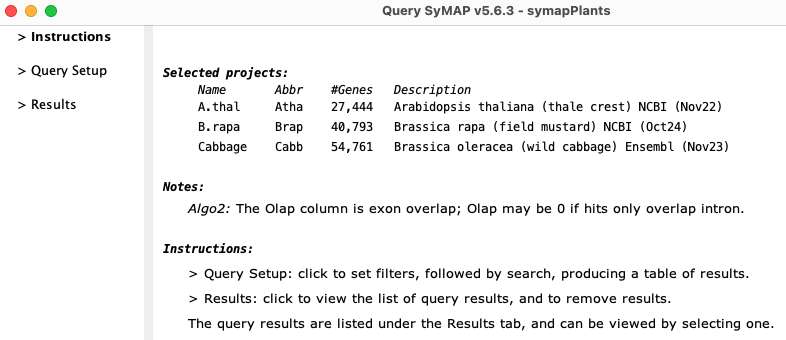 Query SyMAP v5.6.3 - symapPlants
> Instructions
> Query Setup
> Results
Selected projects:
Name Abbr #Genes Description
A.thal Atha 27,444 Arabidopsis thaliana (thale crest) NCBI (Nov22)
B.rapa Brap 40,793 Brassica rapa (field mustard) NCBI (Oct24)
Cabbage Cabb 54,761 Brassica oleracea (wild cabbage) Ensembl (Nov23)
Notes:
Algo2: The Olap column is exon overlap; Olap may be 0 if hits only overlap intron.
Instructions:
> Query Setup: click to set filters, followed by search, producing a table of results.
> Results: click to view the list of query results, and to remove results.
The query results are listed under the Results tab, and can be viewed by selecting one.